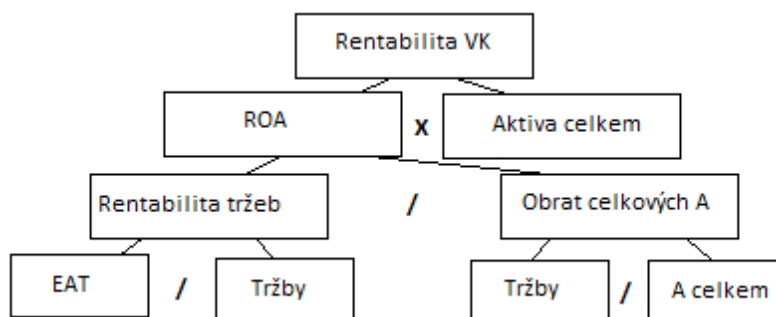 Rentabilita VK
ROA x Aktiva celkem
Rentabilita tržeb / Obrat celkových A
EAT / Tržby Tržby / A celkem